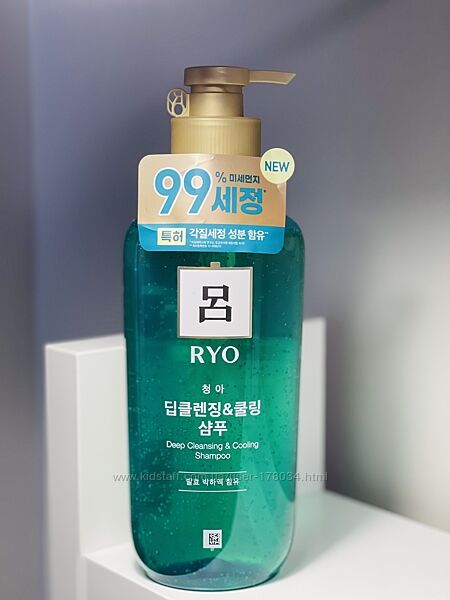 NEW
99% 미세먼지
세정
특허 각질세정 성분 함유
呂
RYO
청아
딥클렌징&쿨링
샴푸
Deep Cleansing & Cooling
Shampoo
발효 박하액 함유